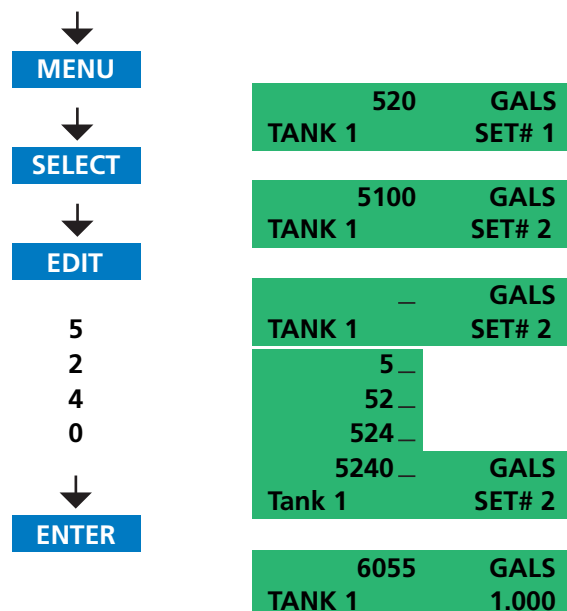 MENU
520 GALS
TANK 1 SET# 1
SELECT
5100 GALS
TANK 1 SET# 2
EDIT
_ GALS
5 TANK 1 SET# 2
2 5_
4 52_
0 524_
5240_ GALS
Tank 1 SET# 2
ENTER
6055 GALS
TANK 1 1.000